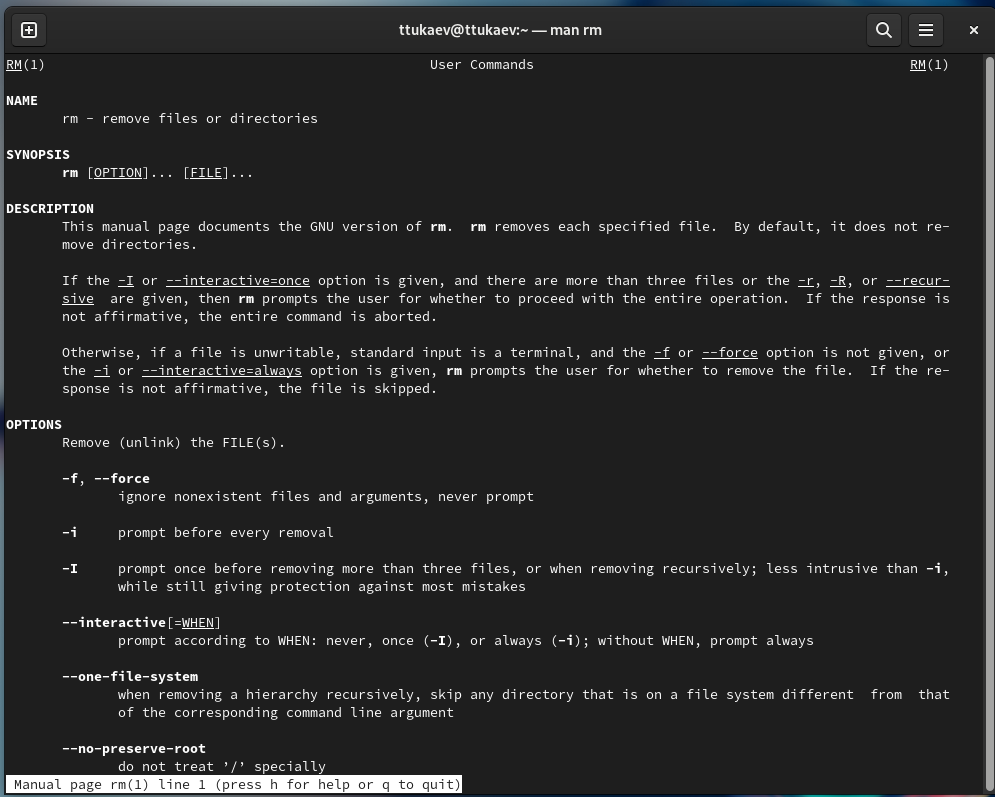 ttukaev@ttukaev:~ — man rm
RM(1) User Commands RM(1)
NAME
rm - remove files or directories
SYNOPSIS
rm [OPTION]... [FILE]...
DESCRIPTION
This manual page documents the GNU version of rm. rm removes each specified file. By default, it does not re-
move directories.
If the -I or --interactive=once option is given, and there are more than three files or the -r, -R, or --recur-
sive are given, then rm prompts the user for whether to proceed with the entire operation. If the response is
not affirmative, the entire command is aborted.
Otherwise, if a file is unwritable, standard input is a terminal, and the -f or --force option is not given, or
the -i or --interactive=always option is given, rm prompts the user for whether to remove the file. If the re-
sponse is not affirmative, the file is skipped.
OPTIONS
Remove (unlink) the FILE(s).
-f, --force
ignore nonexistent files and arguments, never prompt
-i prompt before every removal
-I prompt once before removing more than three files, or when removing recursively; less intrusive than -i,
while still giving protection against most mistakes
--interactive[=WHEN]
prompt according to WHEN: never, once (-I), or always (-i); without WHEN, prompt always
--one-file-system
when removing a hierarchy recursively, skip any directory that is on a file system different from that
of the corresponding command line argument
--no-preserve-root
do not treat ’/’ specially
Manual page rm(1) line 1 (press h for help or q to quit)